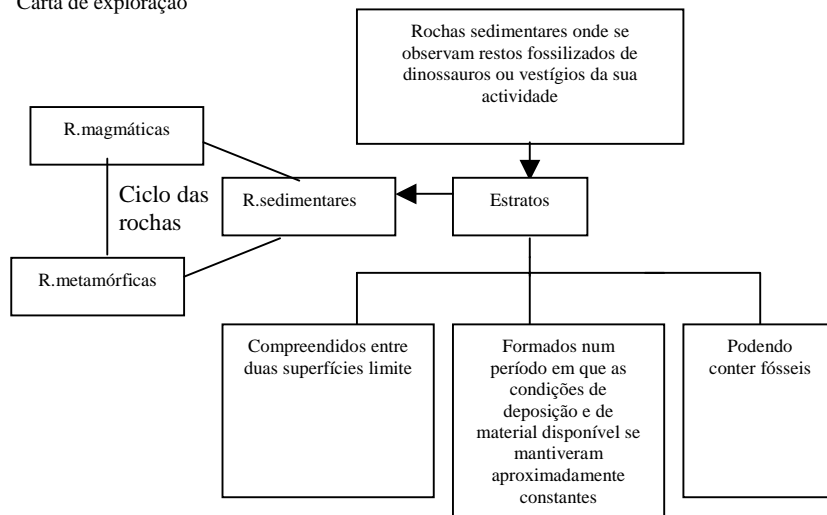 Carta de exploração
Rochas sedimentares onde se
observam restos fossilizados de
dinossauros ou vestígios da sua
actividade
R.magmáticas
Ciclo das
rochas
R.sedimentares
Estratos
R.metamórficas
Compreendidos entre
duas superfícies limite
Formados num
período em que as
condições de
deposição e de
material disponível se
mantiveram
aproximadamente
constantes
Podendo
conter fósseis